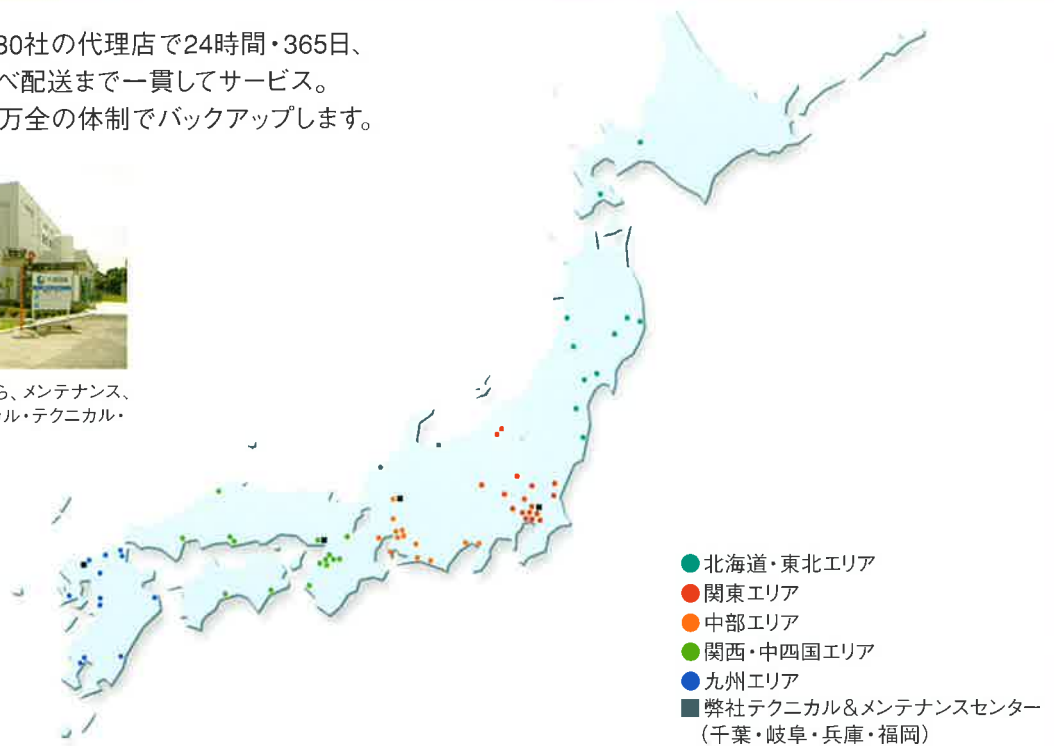 80社の代理店で24時間・365日、
べ配送まで一貫してサービス。
万全の体制でバックアップします。
ら、メンテナンス、
ル・テクニカル・
北海道・東北エリア
関東エリア
中部エリア
関西・中四国エリア
九州エリア
弊社テクニカル＆メンテナンスセンター
（千葉・岐阜・兵庫・福岡）